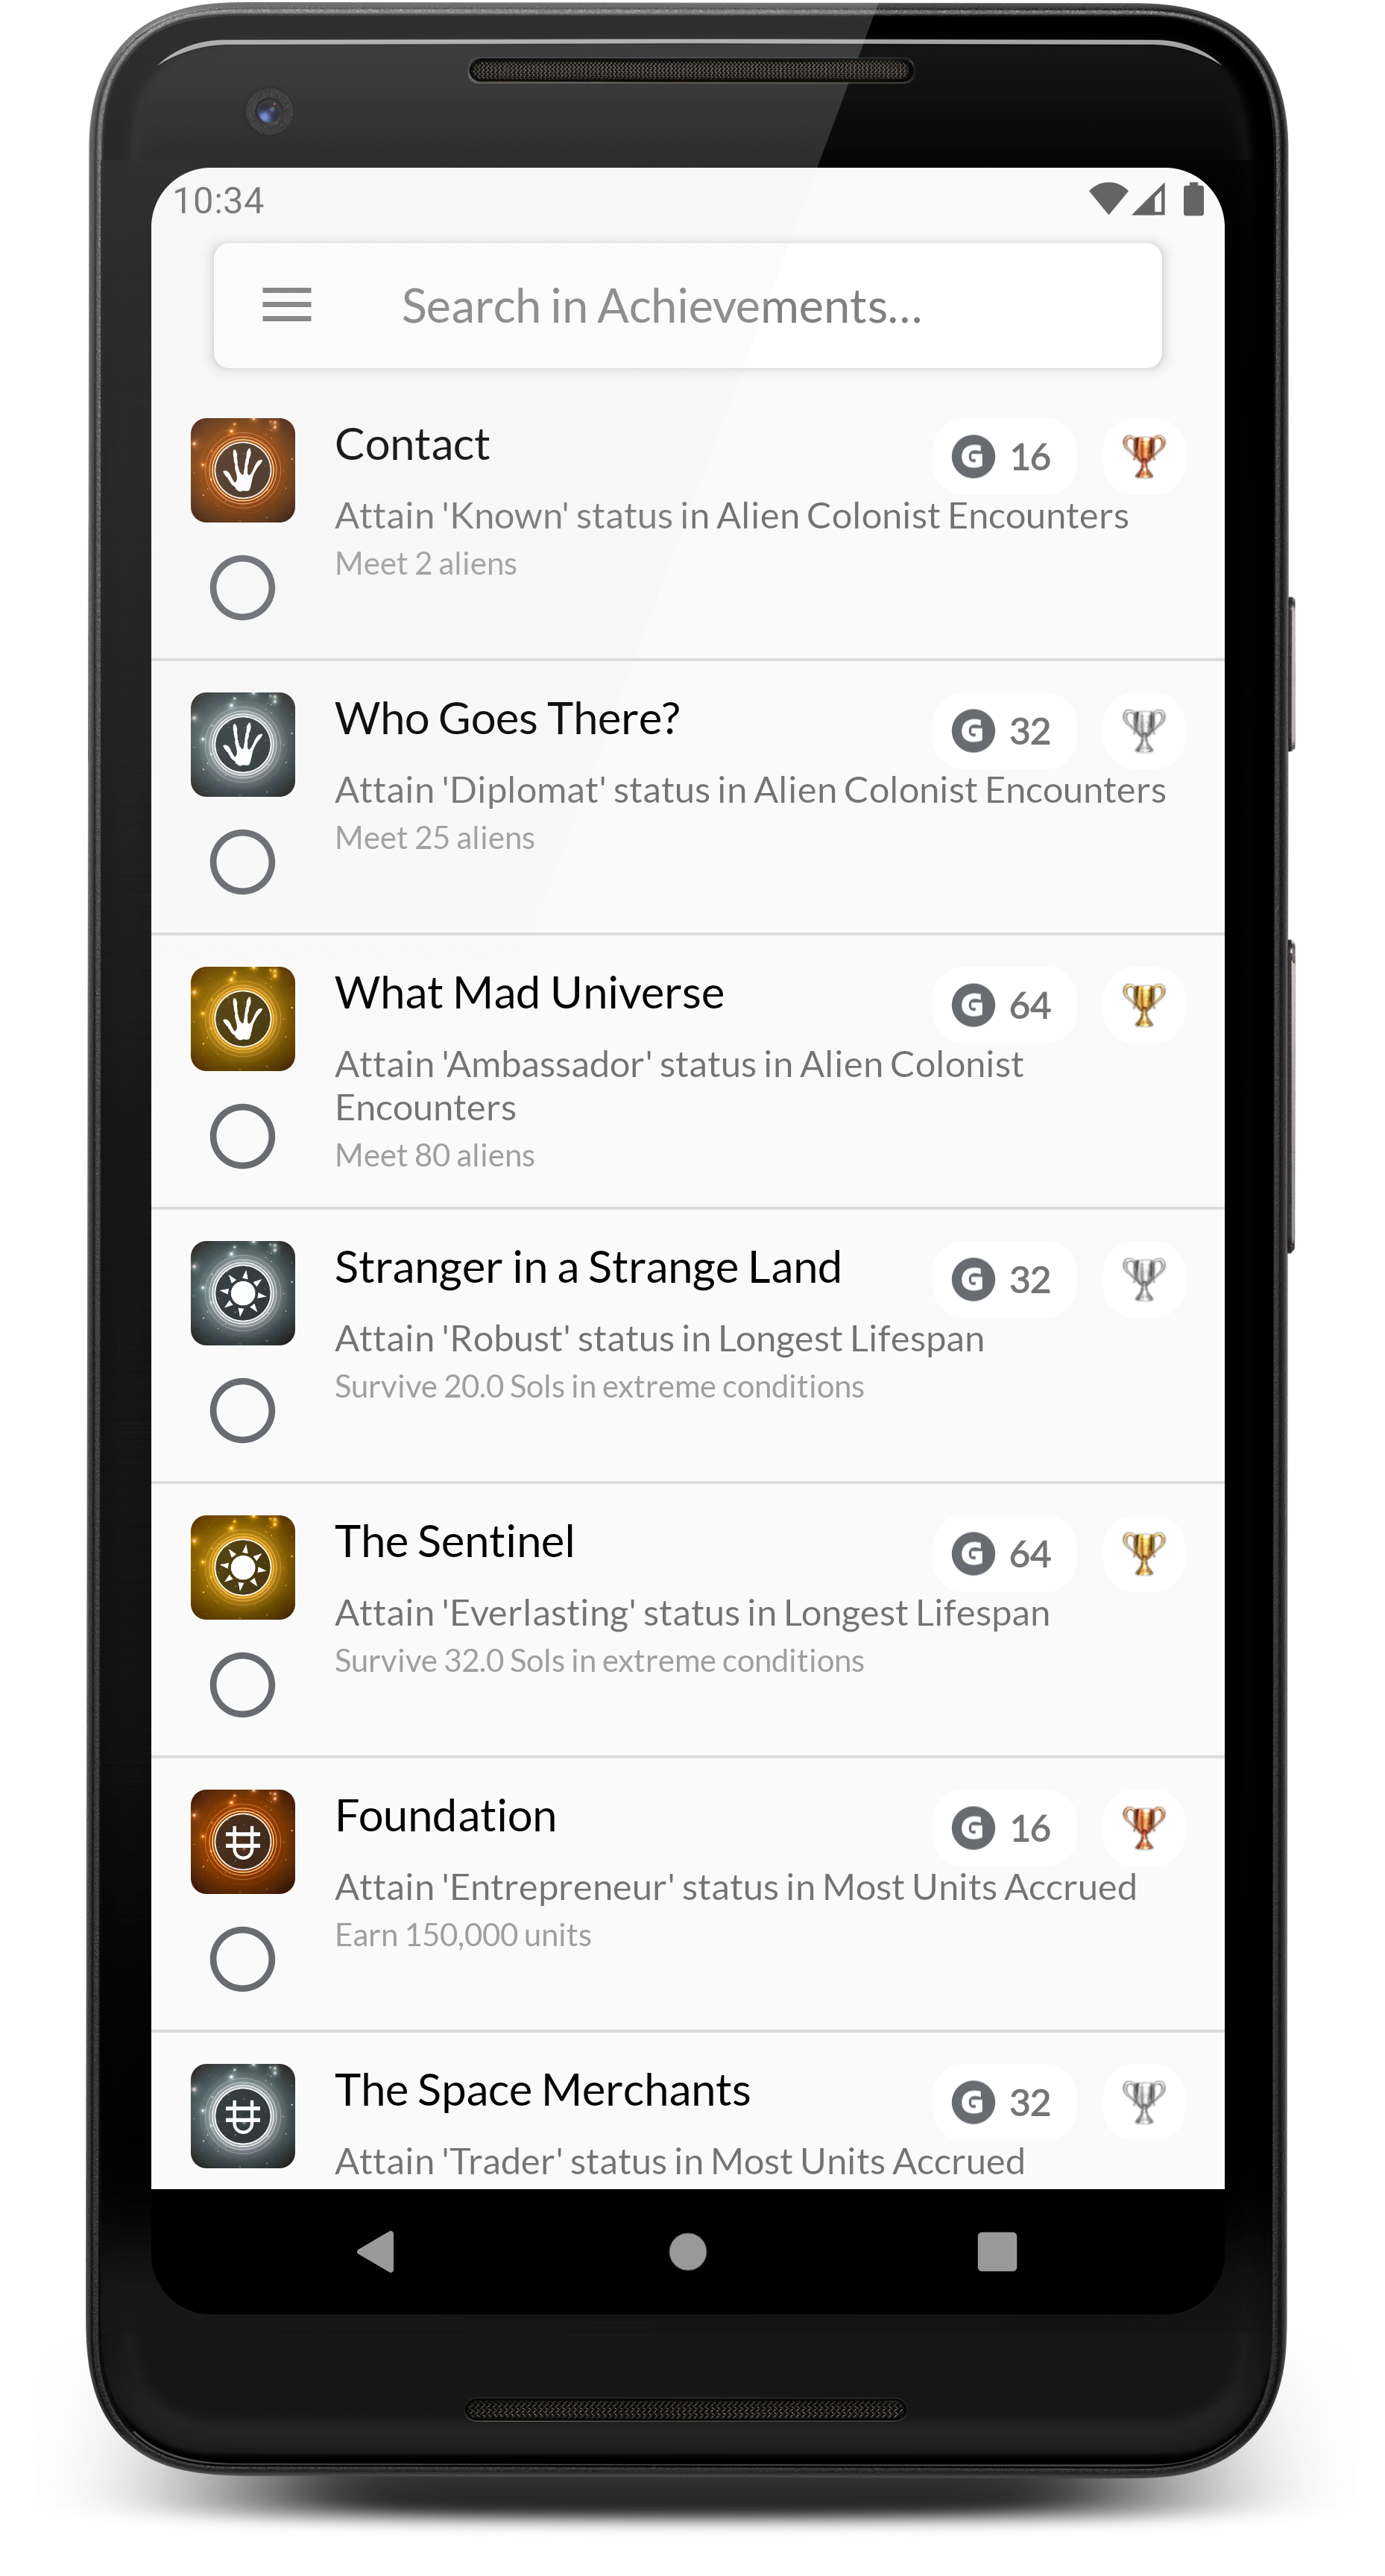 10:34
Search in Achievements...
Contact
G 16
Attain 'Known' status in Alien Colonist Encounters
Meet 2 aliens
Who Goes There?
G 32
Attain 'Diplomat' status in Alien Colonist Encounters
Meet 25 aliens
What Mad Universe
G 64
Attain 'Ambassador' status in Alien Colonist
Encounters
Meet 80 aliens
Stranger in a Strange Land
G 32
Attain 'Robust' status in Longest Lifespan
Survive 20.0 Sols in extreme conditions
The Sentinel
G 64
Attain 'Everlasting' status in Longest Lifespan
Survive 32.0 Sols in extreme conditions
Foundation
G 16
Attain 'Entrepreneur' status in Most Units Accrued
Earn 150,000 units
The Space Merchants
G 32
Attain 'Trader' status in Most Units Accrued